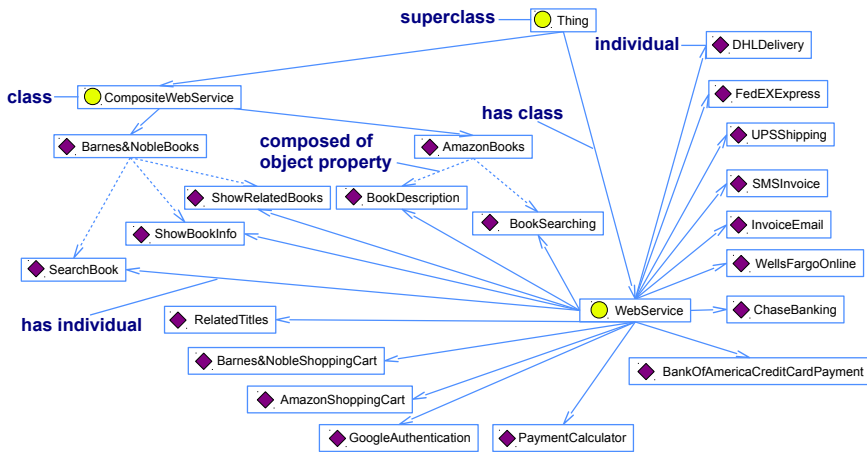 superclass
Thing
individual
DHLDelivery
class
CompositeWebService
FedEXExpress
has class
Barnes&NobleBooks
composed of
object property
AmazonBooks
UPSShipping
ShowRelatedBooks
BookDescription
SMSInvoice
ShowBookInfo
BookSearching
InvoiceEmail
SearchBook
WellsFargoOnline
has individual
RelatedTitles
WebService
ChaseBanking
Barnes&NobleShoppingCart
BankOfAmericaCreditCardPayment
AmazonShoppingCart
GoogleAuthentication
PaymentCalculator